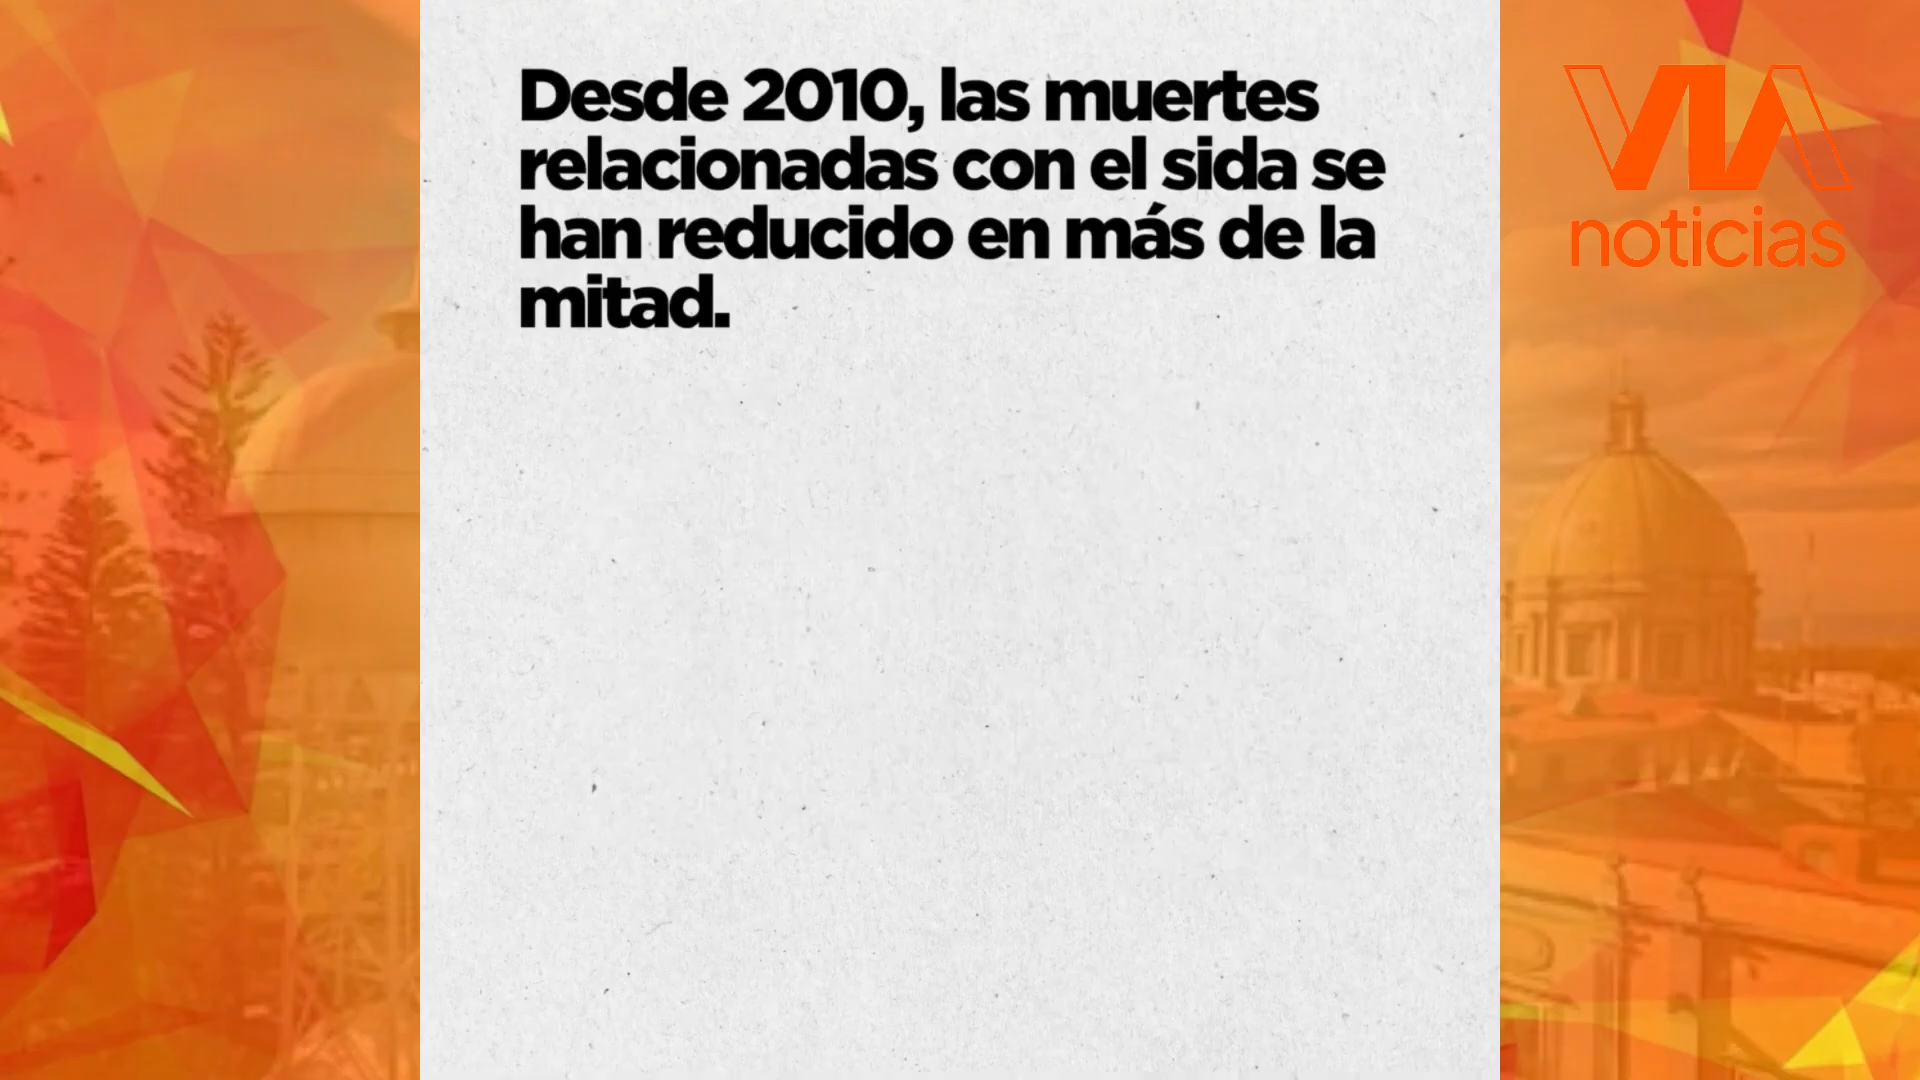 Desde 2010, las muertes
relacionadas con el sida se
han reducido en más de la
mitad.
VIA
noticias